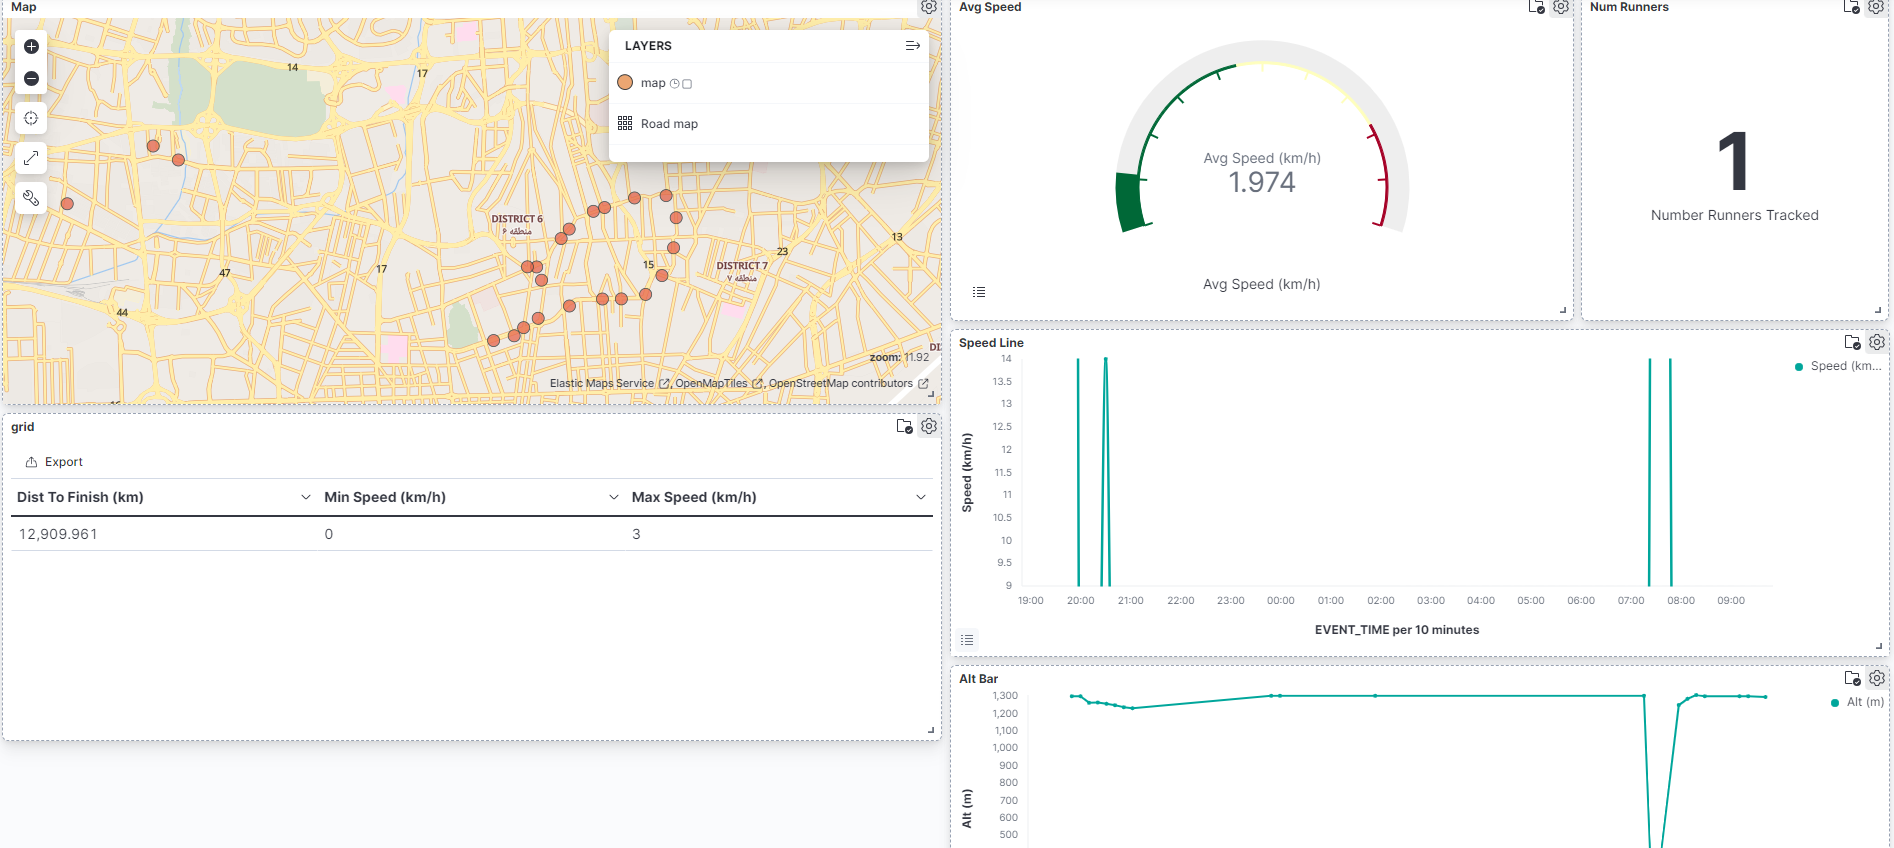 Map
LAYERS
map
Road map
14
17
DISTRICT 6
منطقه ۶
47
17
15
DISTRICT 7
منطقه ۷
23
13
44
zoom: 11.92
Elastic Maps Service, OpenMapTiles, OpenStreetMap contributors
grid
Export
Dist To Finish (km) Min Speed (km/h) Max Speed (km/h)
12,909.961 0 3
Avg Speed
Avg Speed (km/h)
1.974
Avg Speed (km/h)
Num Runners
1
Number Runners Tracked
Speed Line
Speed (km...
14
13.5
13
12.5
12
11.5
11
10.5
10
9.5
9
Speed (km/h)
19:00 20:00 21:00 22:00 23:00 00:00 01:00 02:00 03:00 04:00 05:00 06:00 07:00 08:00 09:00
EVENT_TIME per 10 minutes
Alt Bar
Alt (m)
1,300
1,200
1,100
1,000
900
800
700
600
500
Alt (m)